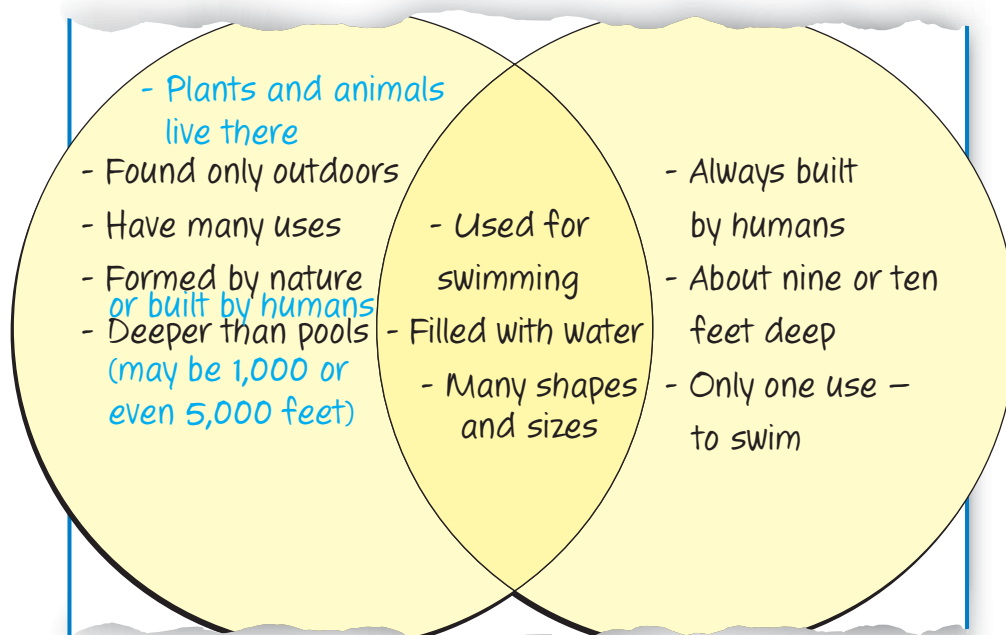 - Plants and animals
live there
- Found only outdoors
- Have many uses
- Formed by nature
or built by humans
- Deeper than pools
(may be 1,000 or
even 5,000 feet)
- Used for
swimming
- Filled with water
- Many shapes
and sizes
- Always built
by humans
- About nine or ten
feet deep
- Only one use –
to swim